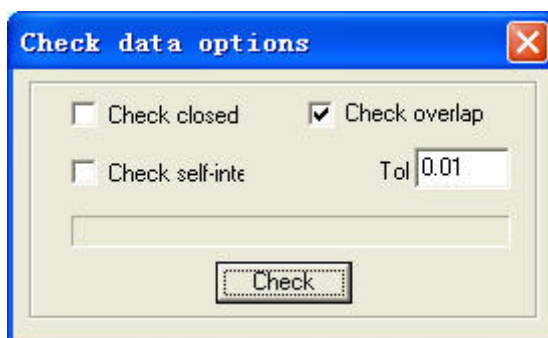 Check data options
Check closed
Check overlap
Check self-inte
Tol 0.01
Check